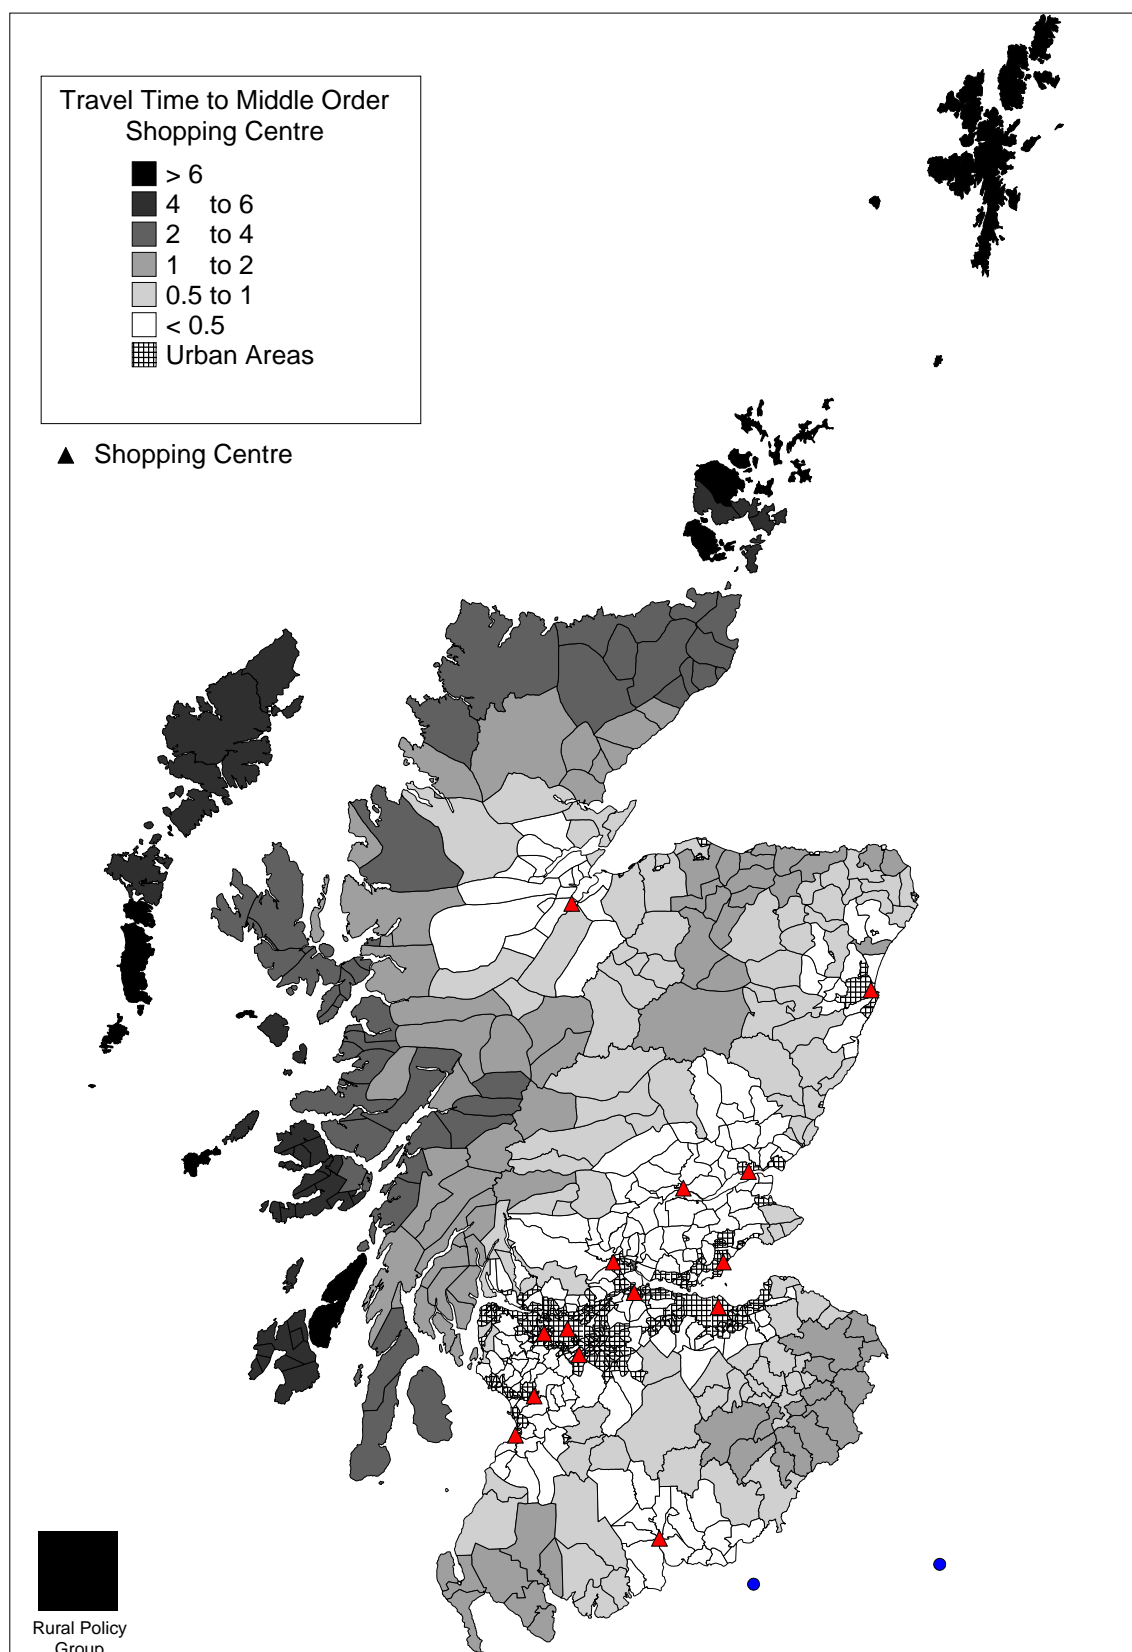 Travel Time to Middle Order
Shopping Centre
> 6
4 to 6
2 to 4
1 to 2
0.5 to 1
< 0.5
Urban Areas
Shopping Centre
Rural Policy
Group